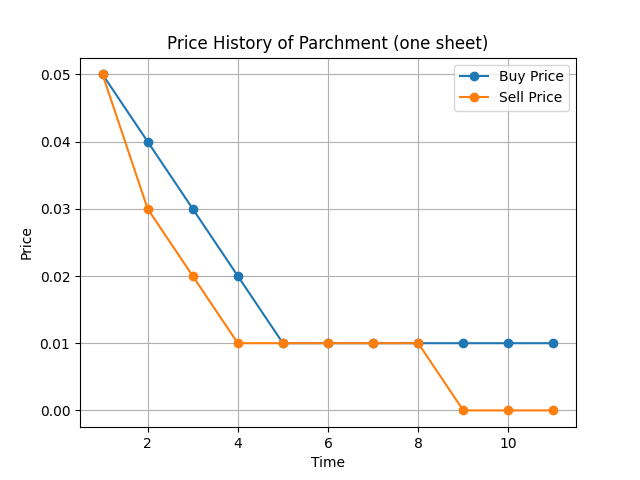 Price History of Parchment (one sheet)
Buy Price
Sell Price
0.05
0.04
0.03
0.02
0.01
0.00
Price
2 4 6 8 10
Time